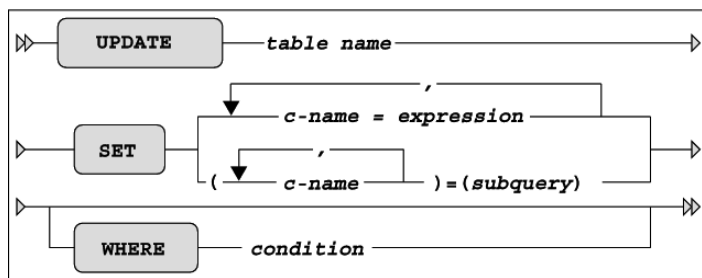 UPDATE table name
,
c-name = expression
SET
,
( c-name )=(subquery)
WHERE condition